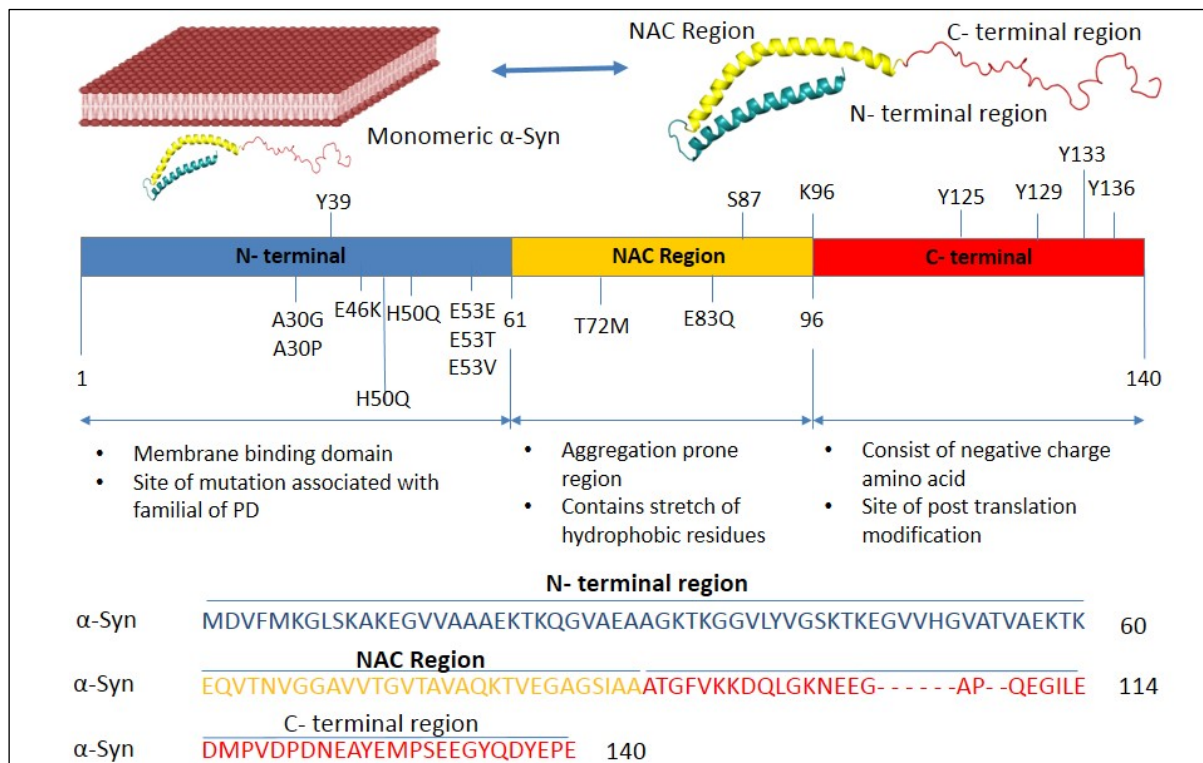 NAC Region
C- terminal region
N- terminal region
Monomeric α-Syn
Y39
S87
K96
Y125
Y129
Y133
Y136
N- terminal
NAC Region
C- terminal
A30G
A30P
E46K
H50Q
H50Q
E53E
E53T
E53V
61
T72M
E83Q
96
1
140
• Membrane binding domain
• Site of mutation associated with
familial of PD
• Aggregation prone
region
• Contains stretch of
hydrophobic residues
• Consist of negative charge
amino acid
• Site of post translation
modification
N- terminal region
α-Syn MDVFMKGLSKAKEGVVAAAEKTKQGVAEAAGKTKGGVLYVGSKTKEGVVHGVATVAEKTK 60
NAC Region
α-Syn EQVTNVGGAVVTGVTAVAQKTVEGAGSIAAATGFVKKDQLGKNEEG- - - - - -AP- -QEGILE 114
C- terminal region
α-Syn DMPVDPDNEAYEMPSEEGYQDYEPE 140